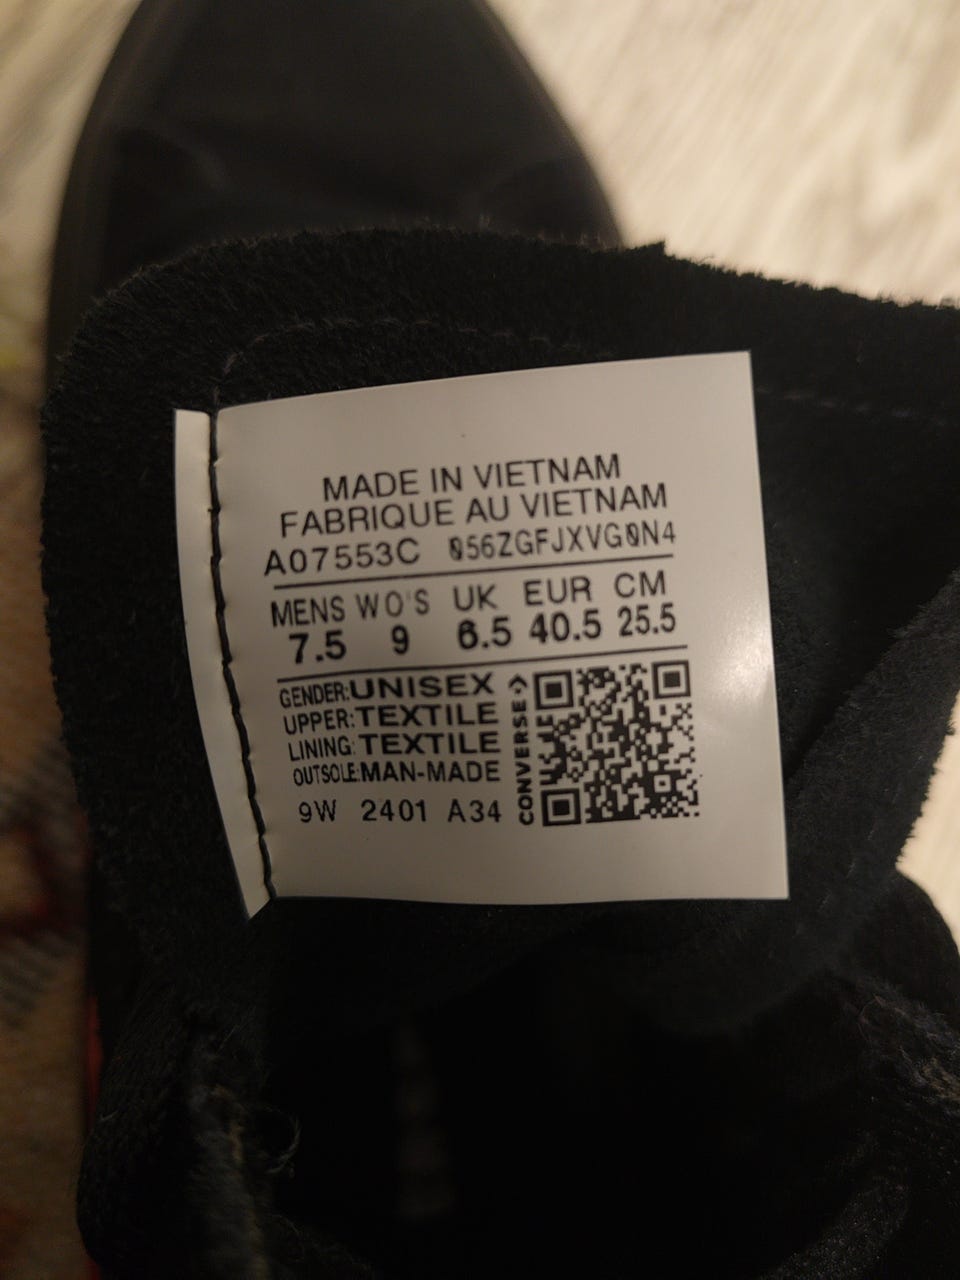 MADE IN VIETNAM
FABRIQUE AU VIETNAM
A07553C 056ZGFJXVG0N4
MENS WO'S UK EUR CM
7.5 9 6.5 40.5 25.5
GENDER:UNISEX
UPPER:TEXTILE
LINING:TEXTILE
OUTSOLE:MAN-MADE
9W 2401 A34
CONVERSE